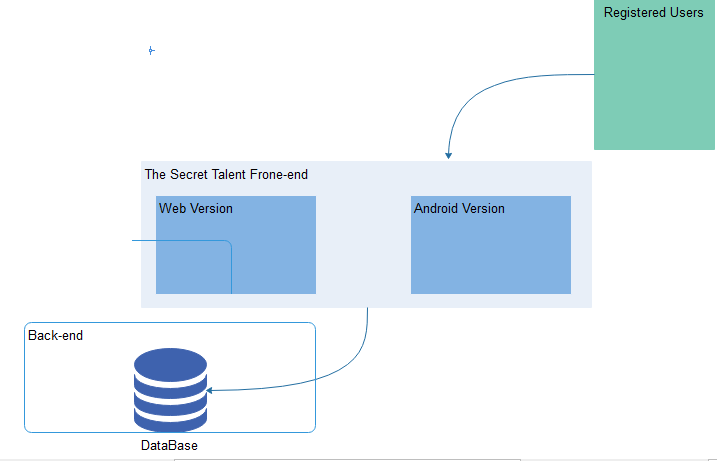 Registered Users
The Secret Talent Frone-end
Web Version
Android Version
Back-end
DataBase